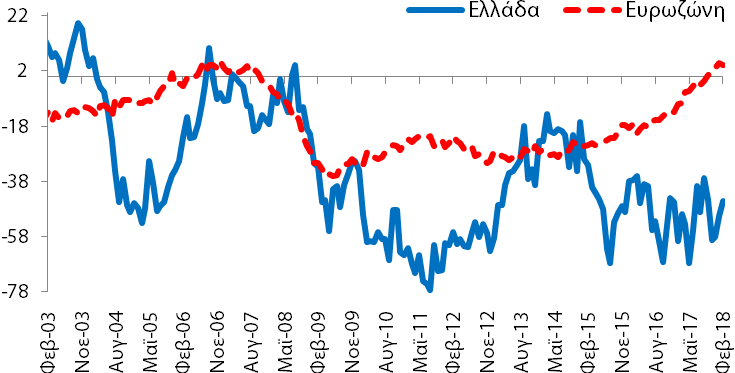 Ελλάδα Ευρωζώνη
22
2
-18
-38
-58
-78
Φεβ-03
Νοε-03
Αυγ-04
Μαϊ-05
Φεβ-06
Νοε-06
Αυγ-07
Μαϊ-08
Φεβ-09
Νοε-09
Αυγ-10
Μαϊ-11
Φεβ-12
Νοε-12
Αυγ-13
Μαϊ-14
Φεβ-15
Νοε-15
Αυγ-16
Μαϊ-17
Φεβ-18